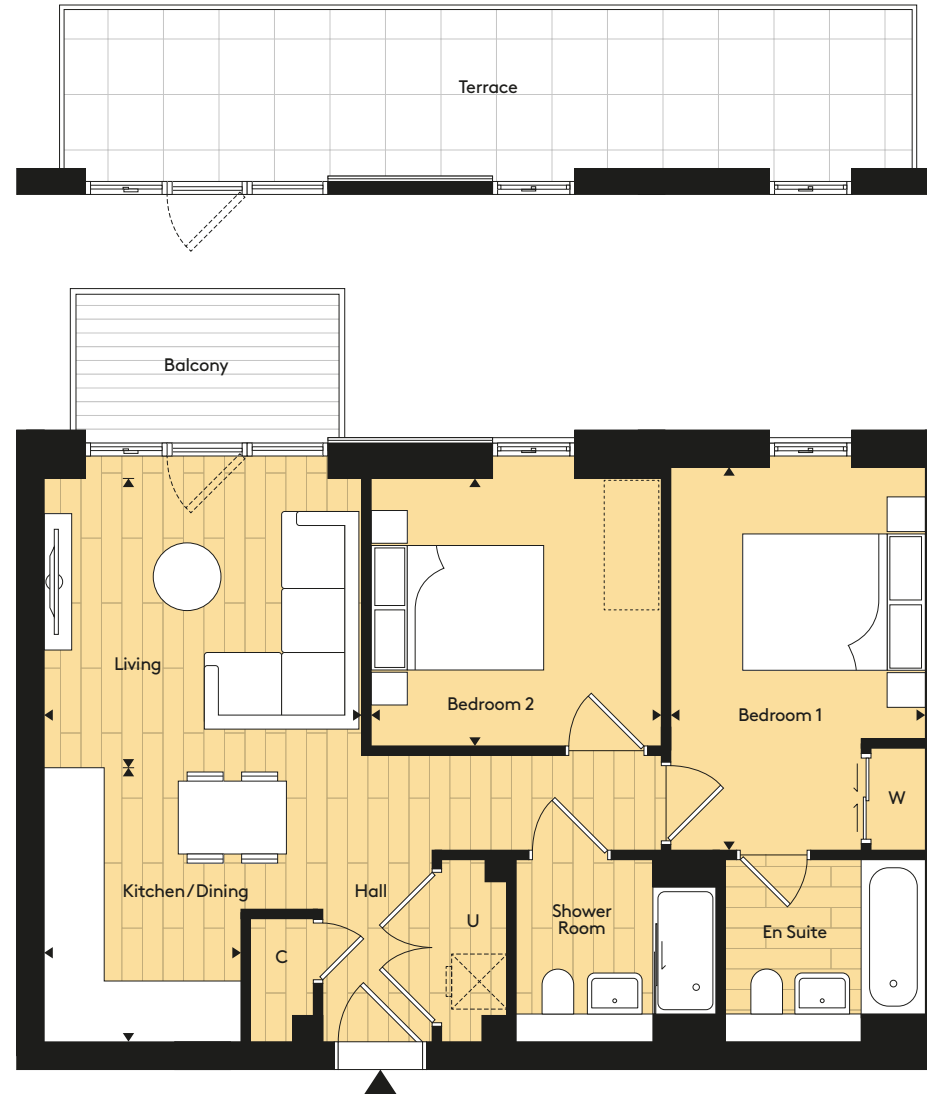 Terrace
Balcony
Living
Bedroom 2
Bedroom 1
W
Kitchen/Dining
Hall
U
C
Shower
Room
En Suite